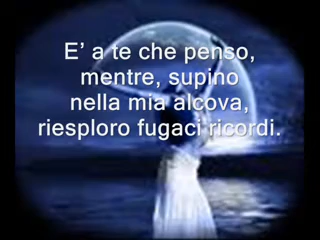 E’ a te che penso,
mentre, supino
nella mia alcova,
riesploro fugaci ricordi.